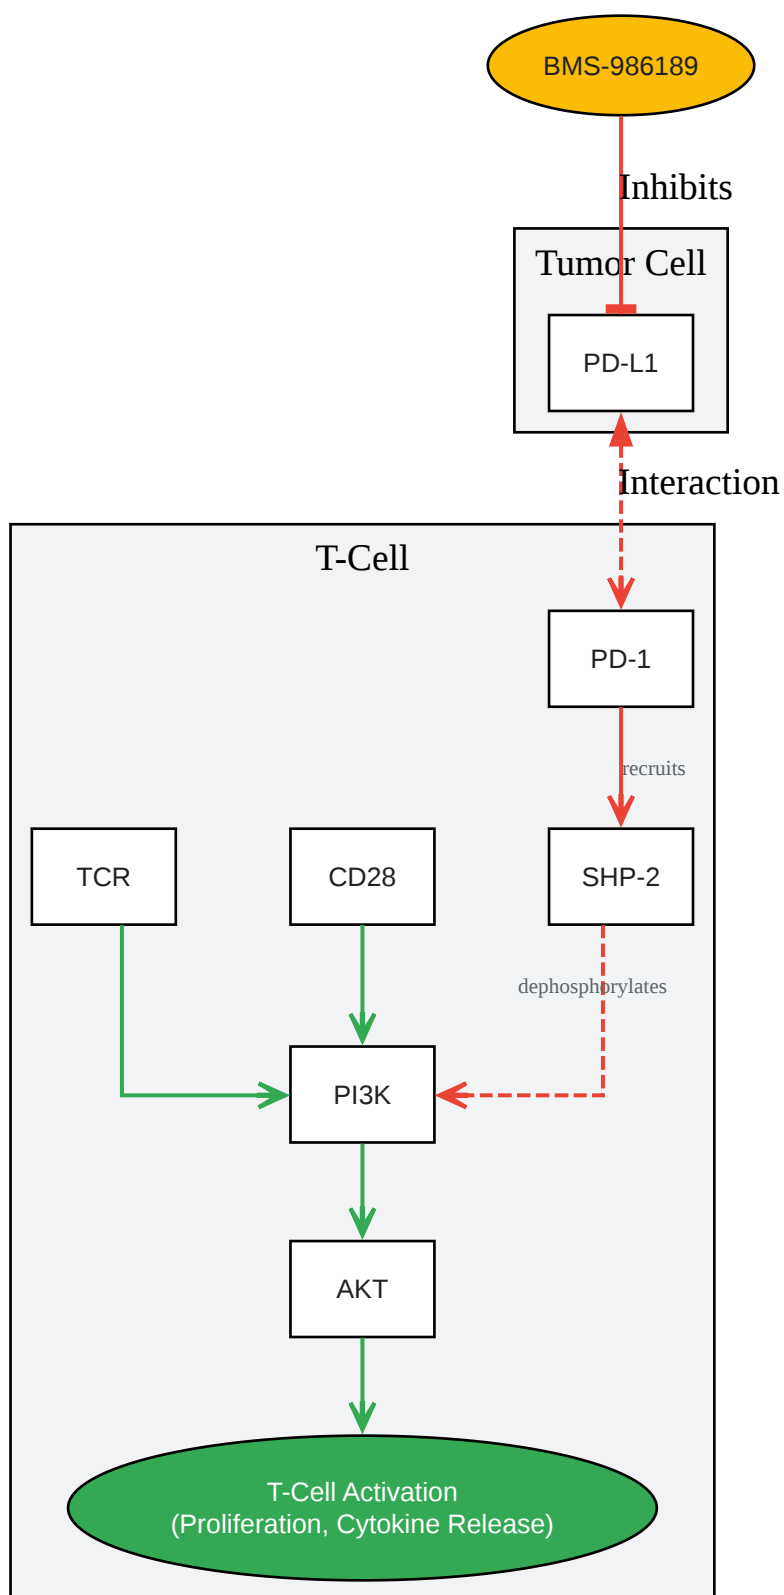 BMS-986189
Inhibits
Tumor Cell
PD-L1
Interaction
T-Cell
PD-1
recruits
TCR
CD28
SHP-2
dephosphorylates
PI3K
AKT
T-Cell Activation
(Proliferation, Cytokine Release)